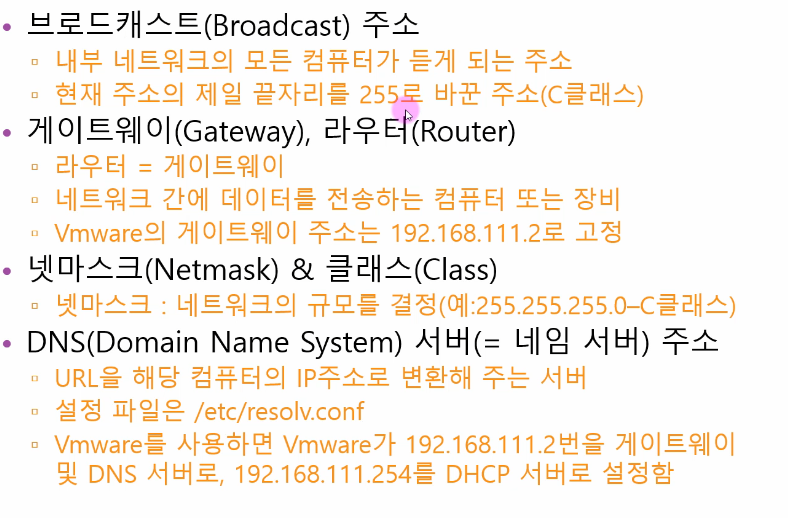 • 브로드캐스트(Broadcast) 주소
▫ 내부 네트워크의 모든 컴퓨터가 듣게 되는 주소
▫ 현재 주소의 제일 끝자리를 255로 바꾼 주소(C클래스)
• 게이트웨이(Gateway), 라우터(Router)
▫ 라우터 = 게이트웨이
▫ 네트워크 간에 데이터를 전송하는 컴퓨터 또는 장비
▫ Vmware의 게이트웨이 주소는 192.168.111.2로 고정
• 넷마스크(Netmask) & 클래스(Class)
▫ 넷마스크 : 네트워크의 규모를 결정(예:255.255.255.0–C클래스)
• DNS(Domain Name System) 서버(= 네임 서버) 주소
▫ URL을 해당 컴퓨터의 IP주소로 변환해 주는 서버
▫ 설정 파일은 /etc/resolv.conf
▫ Vmware를 사용하면 Vmware가 192.168.111.2번을 게이트웨이
및 DNS 서버로, 192.168.111.254를 DHCP 서버로 설정함